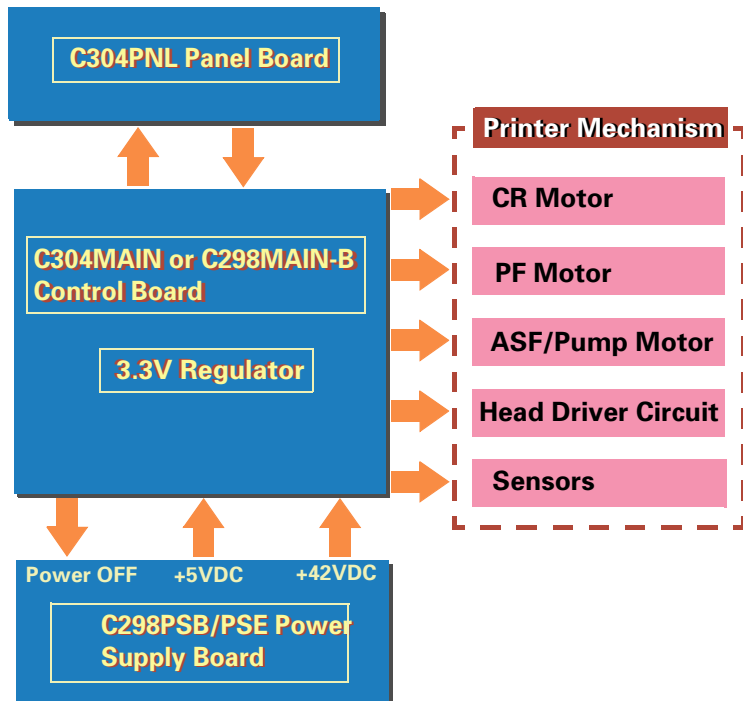 C304PNL Panel Board
Printer Mechanism
CR Motor
PF Motor
ASF/Pump Motor
Head Driver Circuit
Sensors
C304MAIN or C298MAIN-B
Control Board
3.3V Regulator
Power OFF +5VDC +42VDC
C298PSB/PSE Power
Supply Board